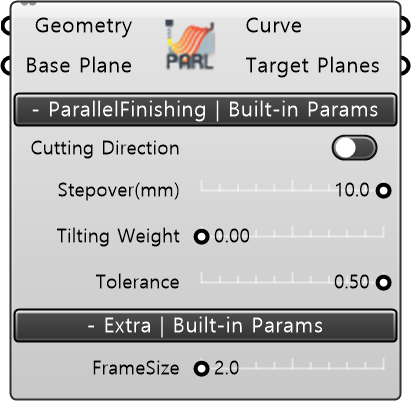 Geometry Curve
PARL
Base Plane Target Planes
- ParallelFinishing | Built-in Params
Cutting Direction
Stepover(mm) 10.0
Tilting Weight 0.00
Tolerance 0.50
- Extra | Built-in Params
FrameSize 2.0